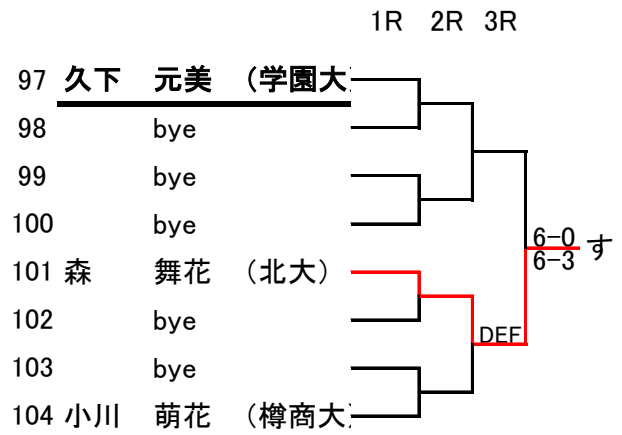 1R 2R 3R
97 久下 元美 (学園大
98 bye
99 bye
100 bye
6-0
6-3 す
101 森 舞花 (北大)
102 bye
DEF
103 bye
104 小川 萌花 (樽商大)